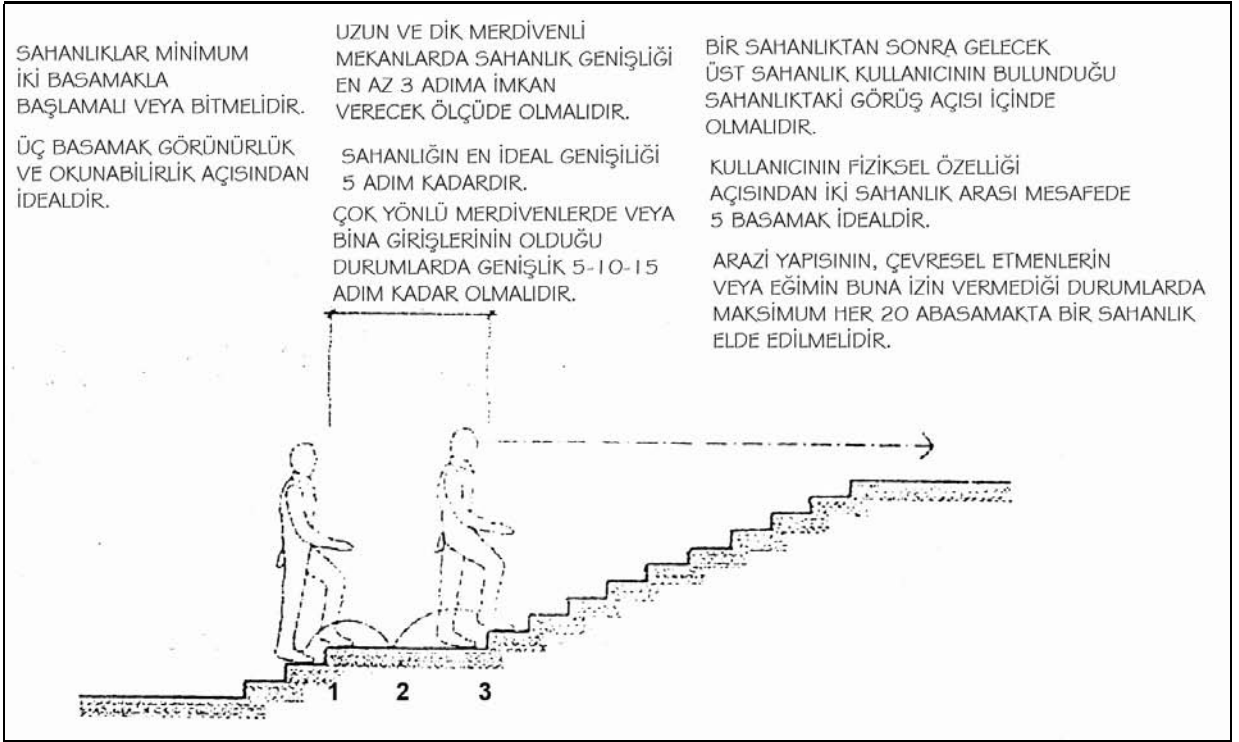 SAHANLIKLAR MİNİMUM
İKİ BASAMAKLA
BAŞLAMALI VEYA BİTMELİDİR.
ÜÇ BASAMAK GÖRÜNÜRLÜK
VE OKUNABİLİRLİK AÇISINDAN
İDEALDİR.
UZUN VE DİK MERDİVENLİ
MEKANLARDA SAHANLIK GENİŞLİĞİ
EN AZ 3 ADIMA İMKAN
VERECEK ÖLÇÜDE OLMALIDIR.
SAHANLIĞIN EN İDEAL GENİŞİLİĞİ
5 ADIM KADARDIR.
ÇOK YÖNLÜ MERDİVENLERDE VEYA
BİNA GİRİŞLERİNİN OLDUĞU
DURUMLARDA GENİŞLİK 5-10-15
ADIM KADAR OLMALIDIR.
BİR SAHANLIKTAN SONRA GELECEK
ÜST SAHANLIK KULLANICININ BULUNDUĞU
SAHANLIKTAKİ GÖRÜŞ AÇISI İÇİNDE
OLMALIDIR.
KULLANICININ FİZİKSEL ÖZELLİĞİ
AÇISINDAN İKİ SAHANLIK ARASI MESAFEDE
5 BASAMAK İDEALDİR.
ARAZİ YAPISININ, ÇEVRESEL ETMENLERİN
VEYA EĞİMİN BUNA İZİN VERMEDİĞİ DURUMLARDA
MAKSİMUM HER 20 ABASAMAKTA BİR SAHANLIK
ELDE EDİLMELİDİR.
1 2 3